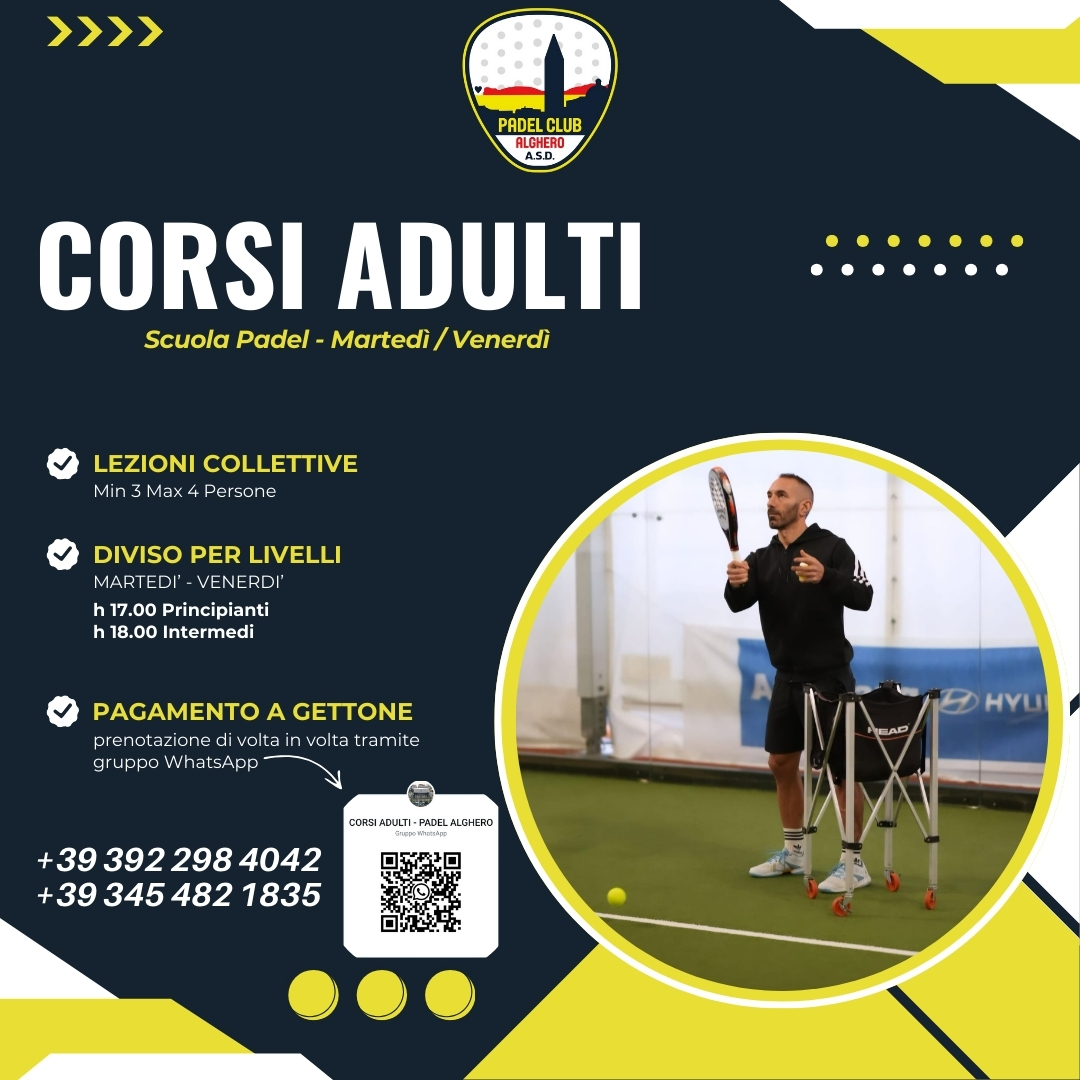 PADEL CLUB
ALGHERO
A.S.D.
CORSI ADULTI
Scuola Padel - Martedì / Venerdì
LEZIONI COLLETTIVE
Min 3 Max 4 Persone
DIVISO PER LIVELLI
MARTEDI’ - VENERDI’
h 17.00 Principianti
h 18.00 Intermedi
PAGAMENTO A GETTONE
prenotazione di volta in volta tramite
gruppo WhatsApp
CORSI ADULTI - PADEL ALGHERO
Gruppo WhatsApp
+39 392 298 4042
+39 345 482 1835
HEAD